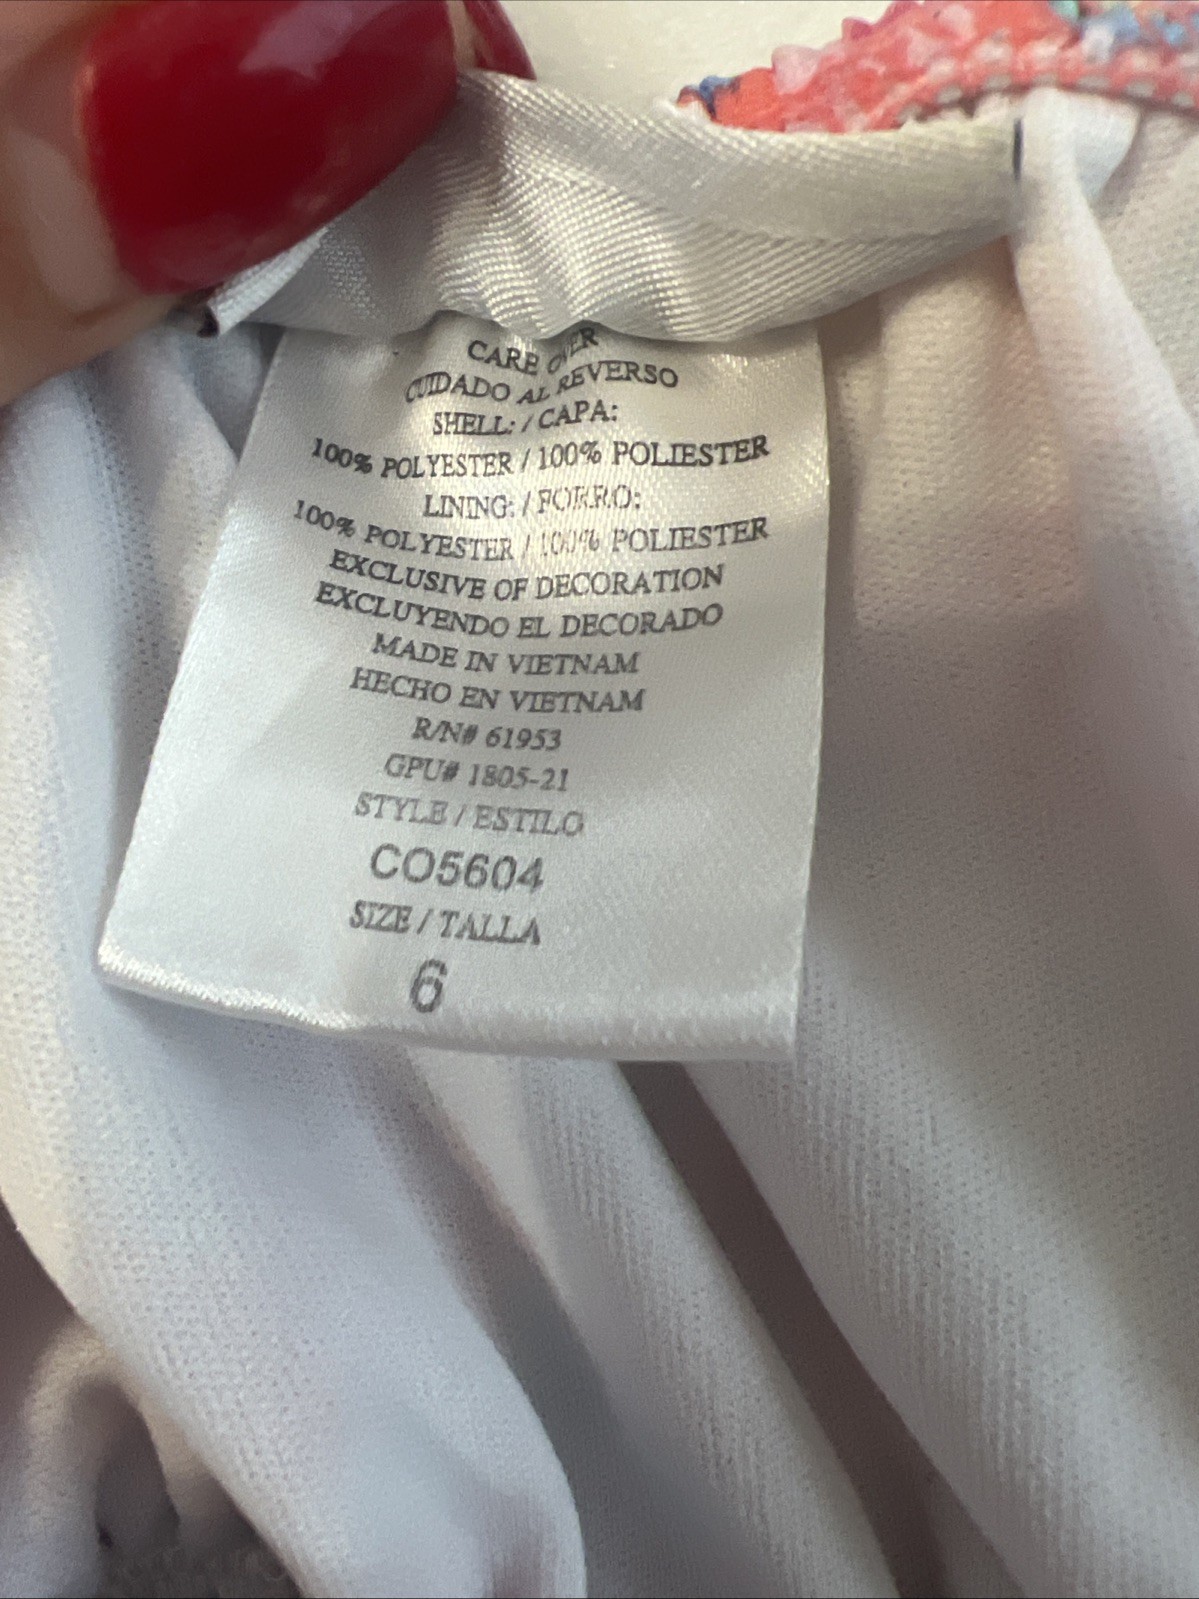 CARE OVER
CUIDADO AL REVERSO
SHELL: / CAPA:
100% POLYESTER / 100% POLIESTER
LINING: / FORRO:
100% POLYESTER / 100% POLIESTER
EXCLUSIVE OF DECORATION
EXCLUYENDO EL DECORADO
MADE IN VIETNAM
HECHO EN VIETNAM
R/N# 61953
GPU# 1805-21
STYLE / ESTILO
CO5604
SIZE / TALLA
6